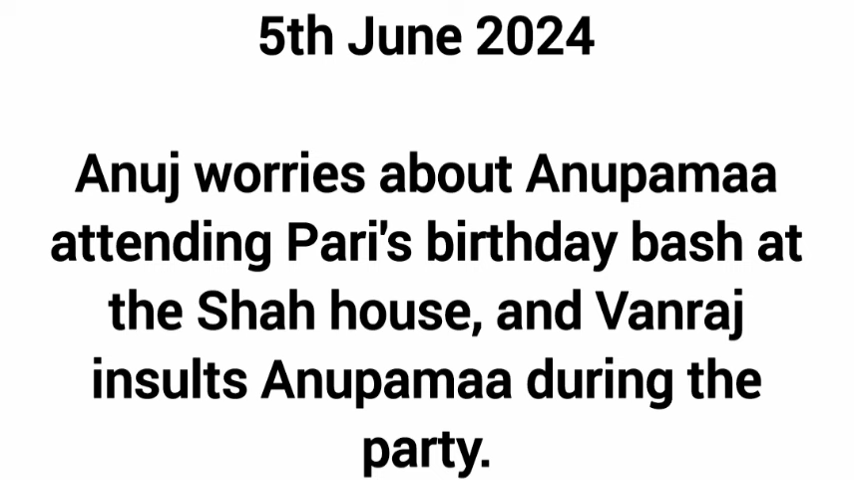 5th June 2024
Anuj worries about Anupamaa
attending Pari's birthday bash at
the Shah house, and Vanraj
insults Anupamaa during the
party.